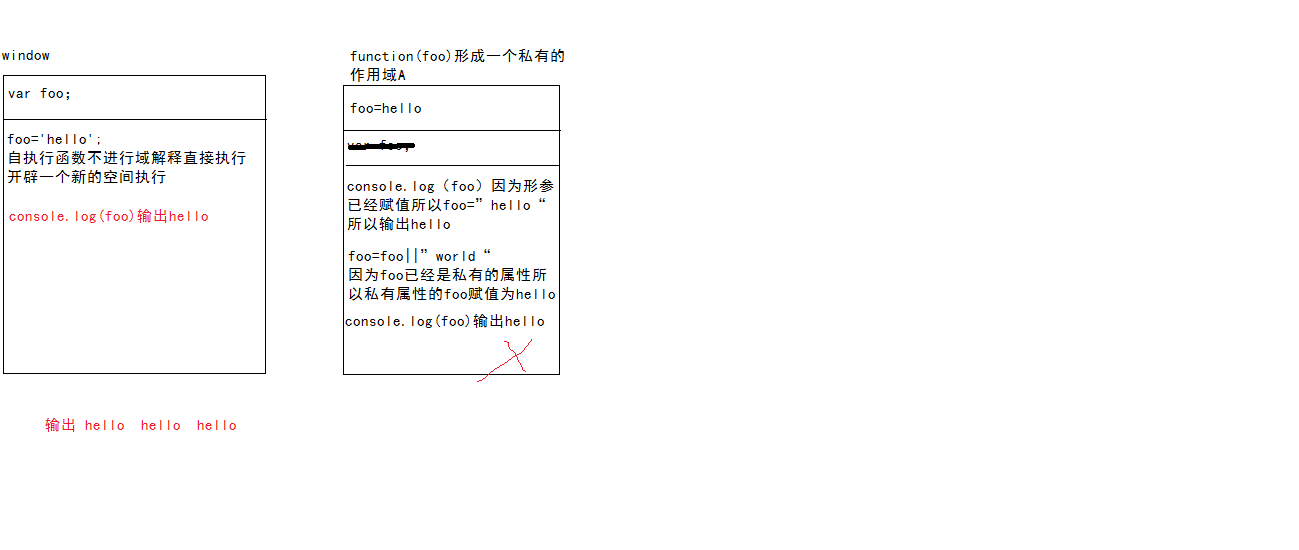 window
var foo;
foo='hello';
自执行函数不进行域解释直接执行
开辟一个新的空间执行
console.log(foo)输出hello
function(foo)形成一个私有的
作用域A
foo=hello
var foo;
console.log（foo）因为形参
已经赋值所以foo=”hello“
所以输出hello
foo=foo||”world“
因为foo已经是私有的属性所
以私有属性的foo赋值为hello
console.log(foo)输出hello
输出 hello hello hello